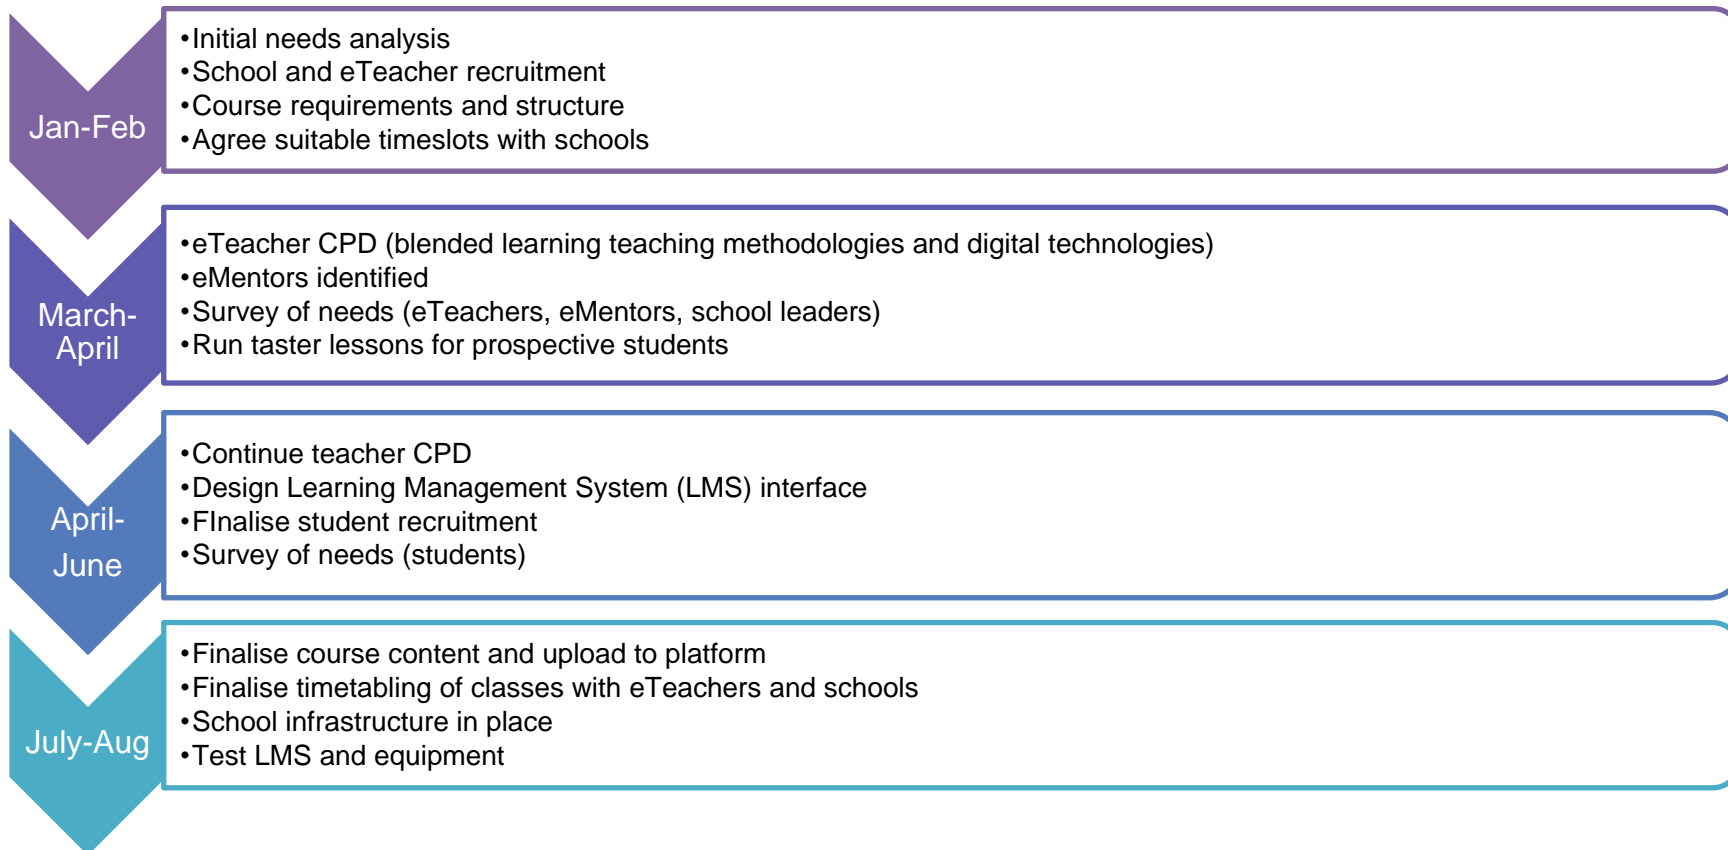 Jan-Feb
•Initial needs analysis
•School and eTeacher recruitment
•Course requirements and structure
•Agree suitable timeslots with schools
March-
April
•eTeacher CPD (blended learning teaching methodologies and digital technologies)
•eMentors identified
•Survey of needs (eTeachers, eMentors, school leaders)
•Run taster lessons for prospective students
April-
June
•Continue teacher CPD
•Design Learning Management System (LMS) interface
•FInalise student recruitment
•Survey of needs (students)
July-Aug
•Finalise course content and upload to platform
•Finalise timetabling of classes with eTeachers and schools
•School infrastructure in place
•Test LMS and equipment